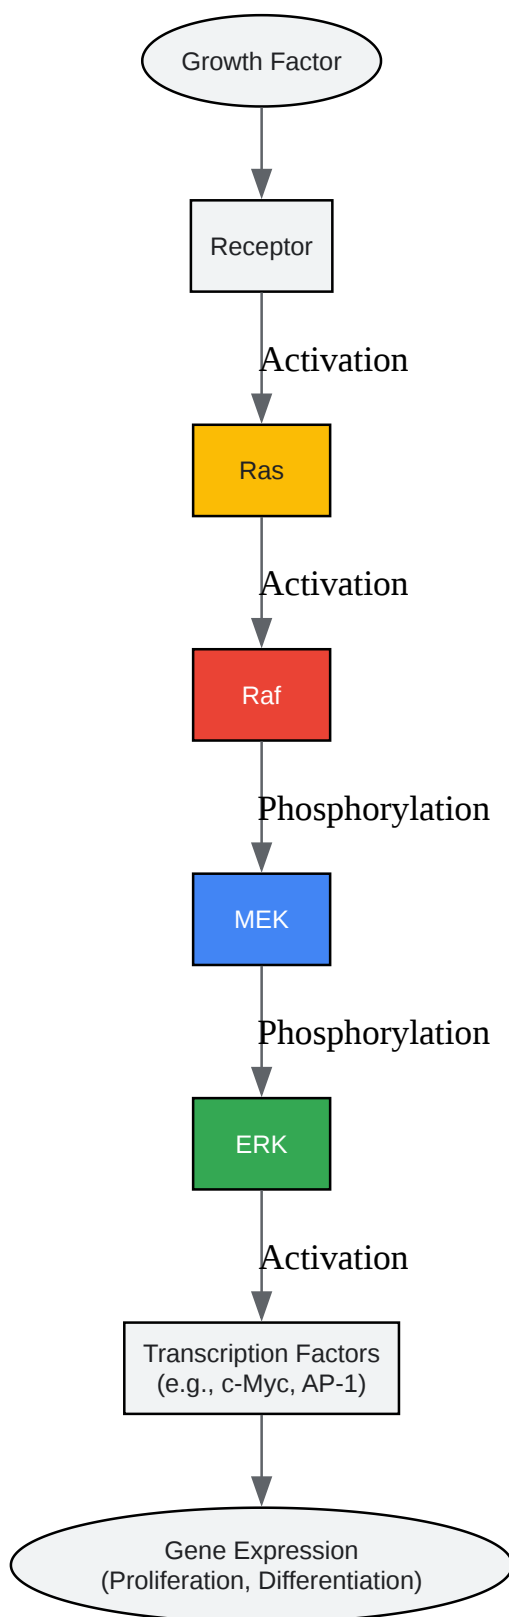 Growth Factor
Receptor
Activation
Ras
Activation
Raf
Phosphorylation
MEK
Phosphorylation
ERK
Activation
Transcription Factors
(e.g., c-Myc, AP-1)
Gene Expression
(Proliferation, Differentiation)